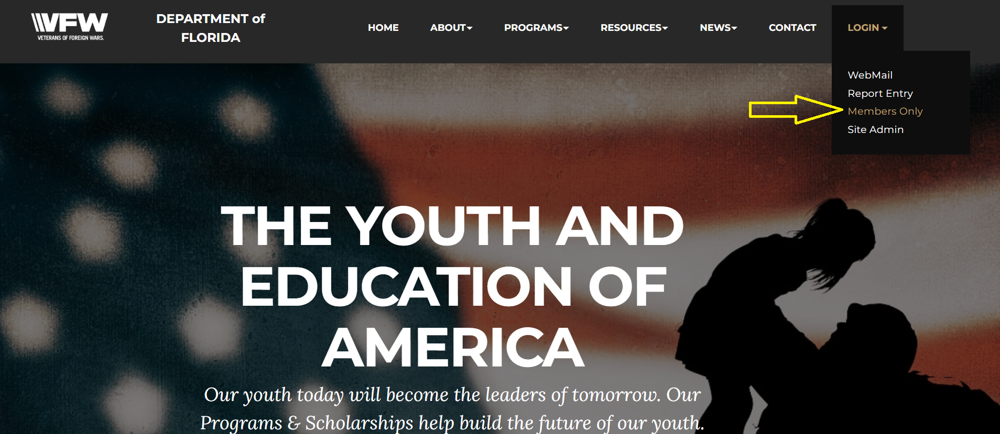 VFW
VETERANS OF FOREIGN WARS.
DEPARTMENT of
FLORIDA
HOME
ABOUT
PROGRAMS
RESOURCES
NEWS
CONTACT
LOGIN
WebMail
Report Entry
Members Only
Site Admin
THE YOUTH AND
EDUCATION OF
AMERICA
Our youth today will become the leaders of tomorrow. Our
Programs & Scholarships help build the future of our youth.